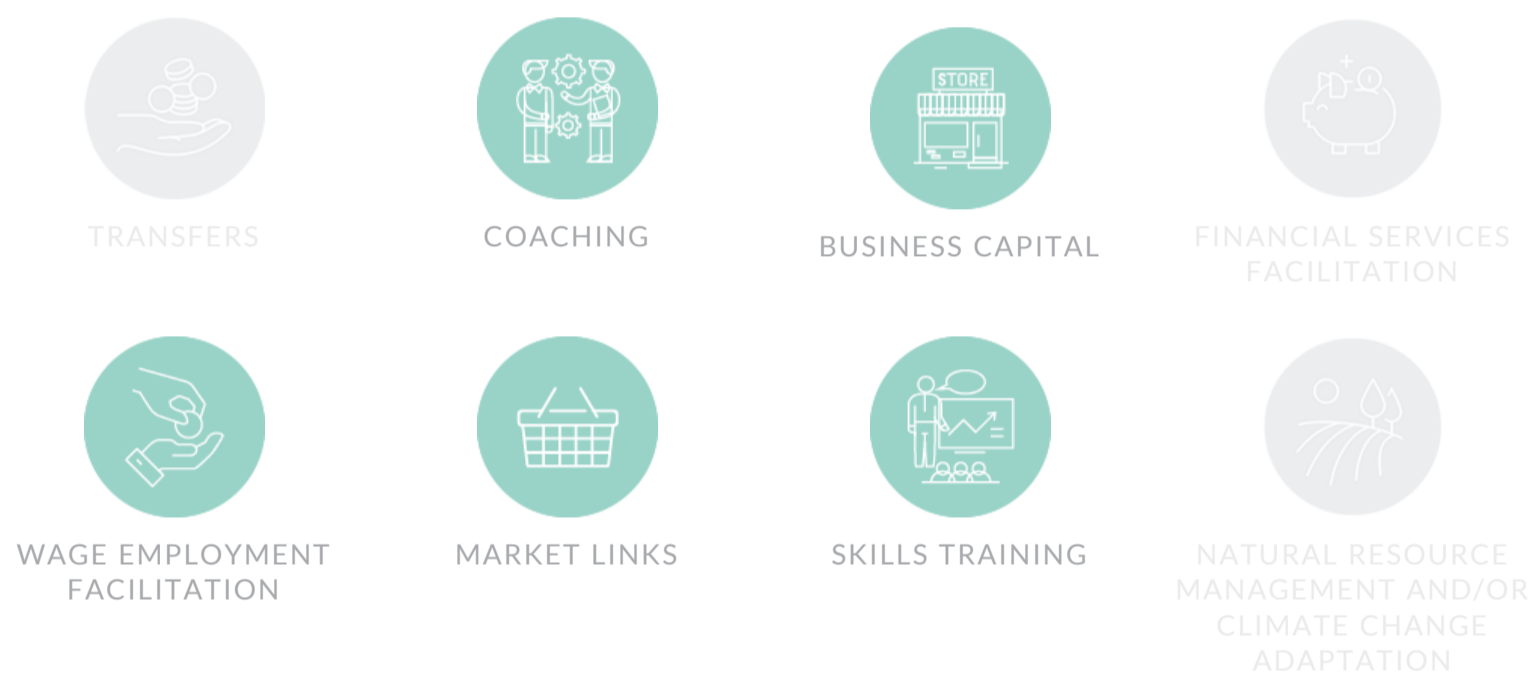 TRANSFERS
COACHING
STORE
BUSINESS CAPITAL
FINANCIAL SERVICES
FACILITATION
WAGE EMPLOYMENT
FACILITATION
MARKET LINKS
SKILLS TRAINING
NATURAL RESOURCE
MANAGEMENT AND/OR
CLIMATE CHANGE
ADAPTATION